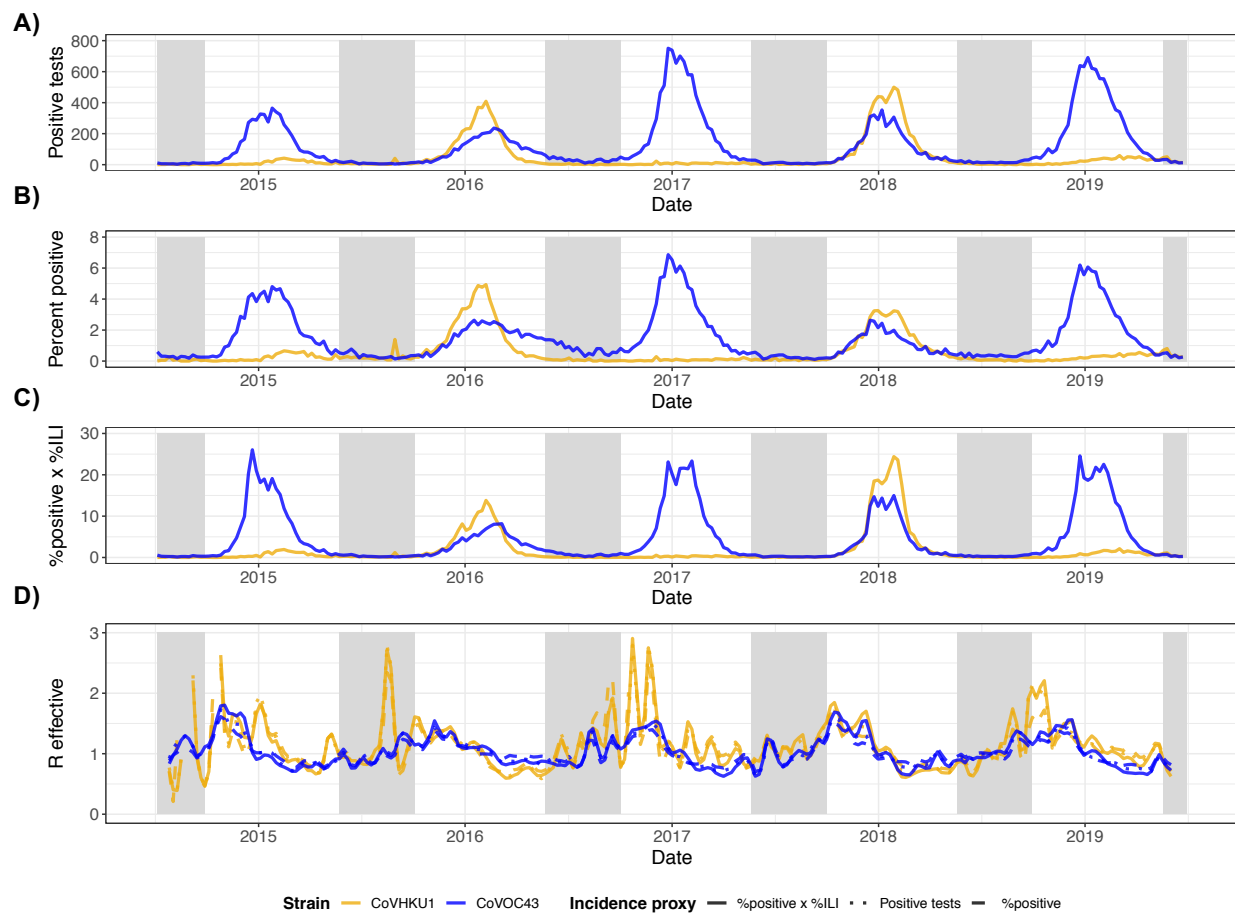 A)
Positive tests
800
600
400
200
0
2015 2016 2017 2018 2019
Date
B)
Percent positive
8
6
4
2
0
2015 2016 2017 2018 2019
Date
C)
%positive x %ILI
30
20
10
0
2015 2016 2017 2018 2019
Date
D)
R effective
3
2
1
0
2015 2016 2017 2018 2019
Date
Strain CoVHKU1 CoVOC43 Incidence proxy %positive x %ILI Positive tests %positive